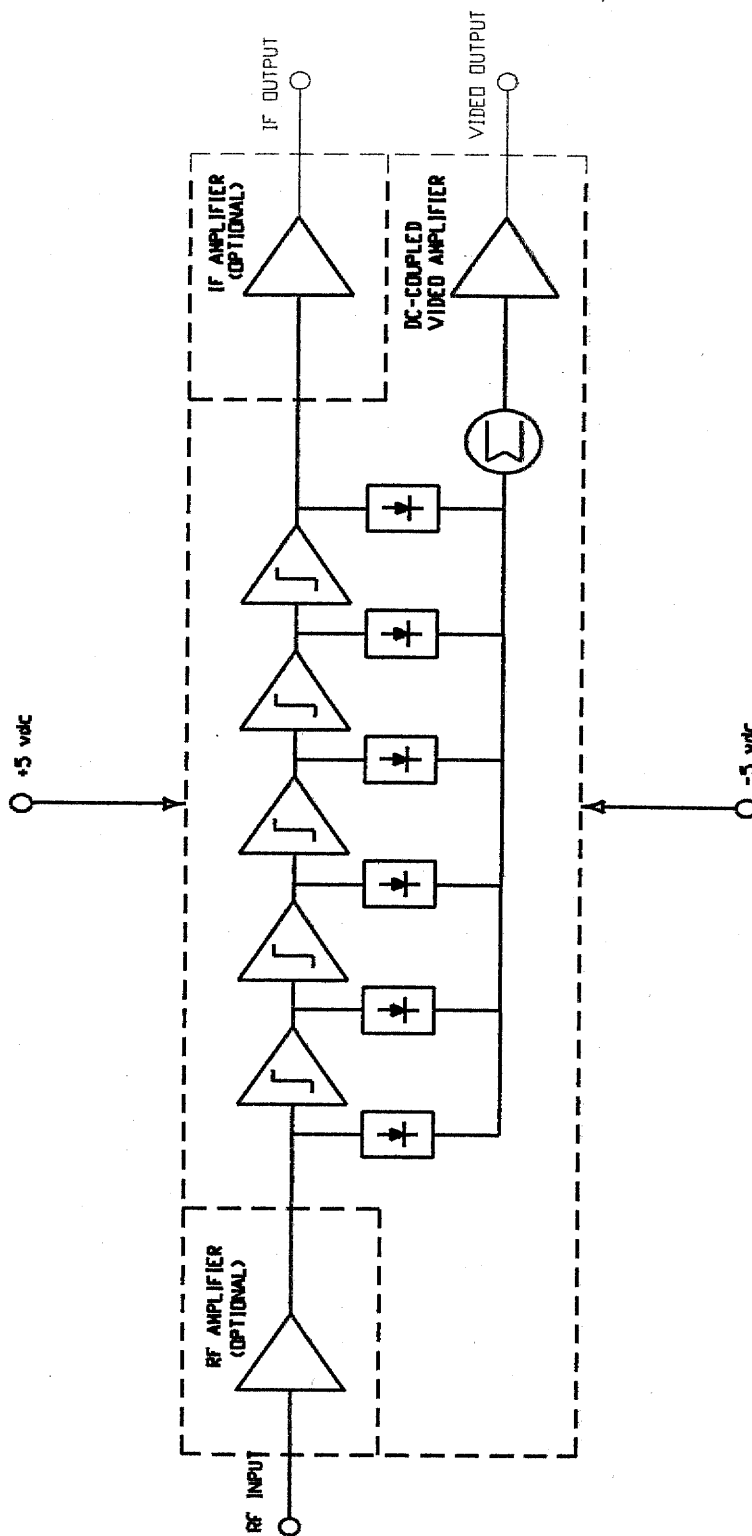 +5 vdc
RF INPUT
RF AMPLIFIER
(OPTIONAL)
IF AMPLIFIER
(OPTIONAL)
IF OUTPUT
DC-COUPLED
VIDEO AMPLIFIER
VIDEO OUTPUT
Σ
-5 vdc